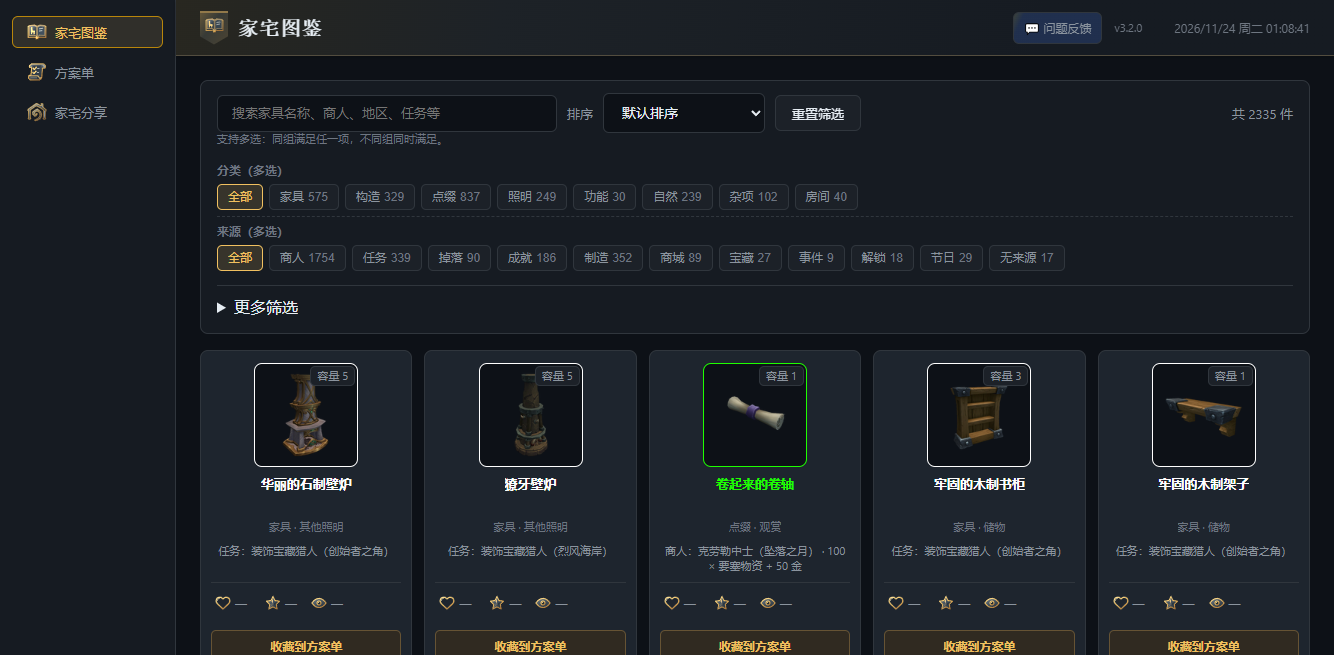 家宅图鉴
方案单
家宅分享
家宅图鉴
问题反馈 v3.2.0 2026/11/24 周二 01:08:41
搜索家具名称、商人、地区、任务等 排序 默认排序 重置筛选 共 2335 件
支持多选：同组满足任一项，不同组同时满足。
分类（多选）
全部 家具 575 构造 329 点缀 837 照明 249 功能 30 自然 239 杂项 102 房间 40
来源（多选）
全部 商人 1754 任务 339 掉落 90 成就 186 制造 352 商城 89 宝藏 27 事件 9 解锁 18 节日 29 无来源 17
▶ 更多筛选
容量 5
华丽的石制壁炉
家具 · 其他照明
任务：装饰宝藏猎人（创始者之角）
— — —
收藏到方案单
容量 5
獠牙壁炉
家具 · 其他照明
任务：装饰宝藏猎人（烈风海岸）
— — —
收藏到方案单
容量 1
卷起来的卷轴
点缀 · 观赏
商人：克劳勒中士（坠落之月） · 100
× 要塞物资 + 50 金
— — —
收藏到方案单
容量 3
牢固的木制书柜
家具 · 储物
任务：装饰宝藏猎人（创始者之角）
— — —
收藏到方案单
容量 1
牢固的木制架子
家具 · 储物
任务：装饰宝藏猎人（创始者之角）
— — —
收藏到方案单